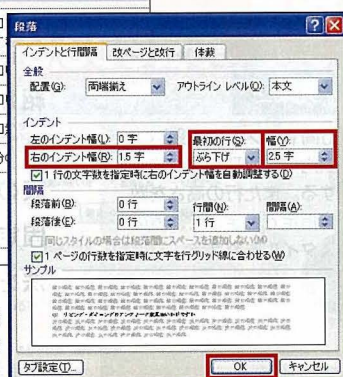 段落
インデントと行間隔 改ページと改行 体裁
全般
配置(G): 両端揃え アウトライン レベル(O): 本文
インデント
左のインデント幅(L): 0 字 最初の行(S): 幅(Y):
右のインデント幅(R): 1.5 字 ぶら下げ 2.5 字
1 行の文字数を指定時に右のインデント幅を自動調整する(D)
間隔
段落前(B): 0 行 行間(N): 間隔(A):
段落後(E): 0 行 1 行
同じスタイルの場合は段落間にスペースを追加しない(M)
1 ページの行数を指定時に文字を行グリッド線に合わせる(W)
サンプル
タブ設定(T)... OK キャンセル